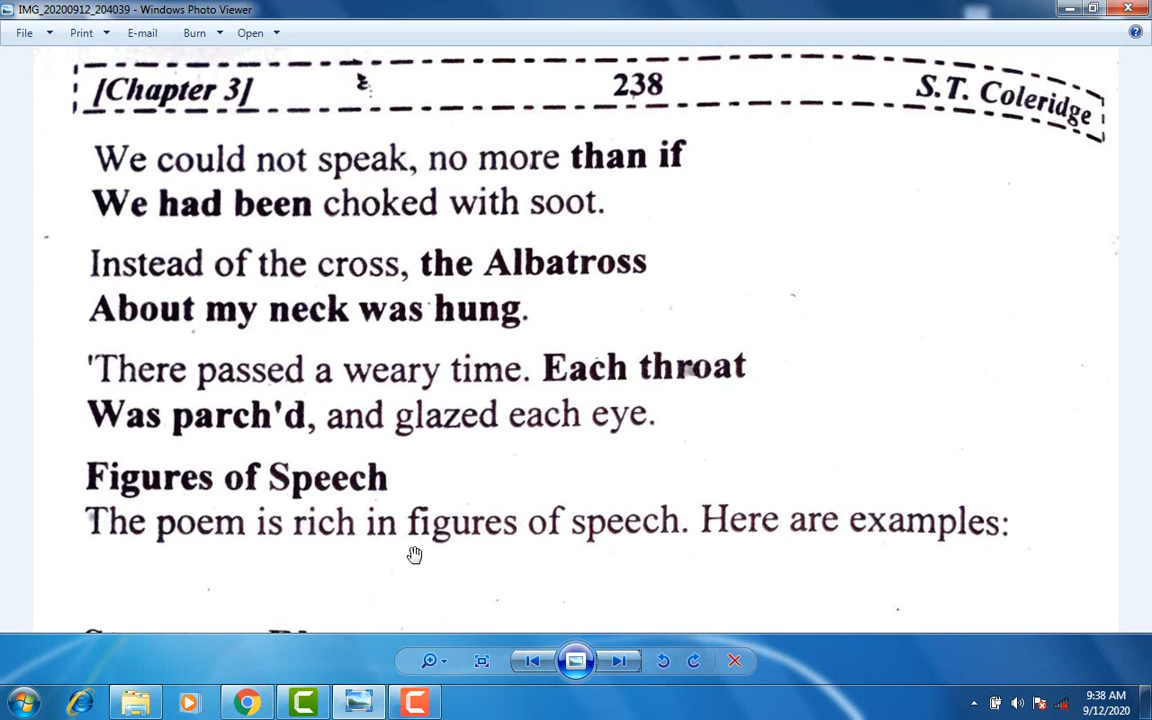 IMG_20200912_204039 - Windows Photo Viewer
File Print E-mail Burn Open
[Chapter 3] 238 S.T. Coleridge
We could not speak, no more than if
We had been choked with soot.
Instead of the cross, the Albatross
About my neck was hung.
'There passed a weary time. Each throat
Was parch'd, and glazed each eye.
Figures of Speech
The poem is rich in figures of speech. Here are examples:
9:38 AM
9/12/2020